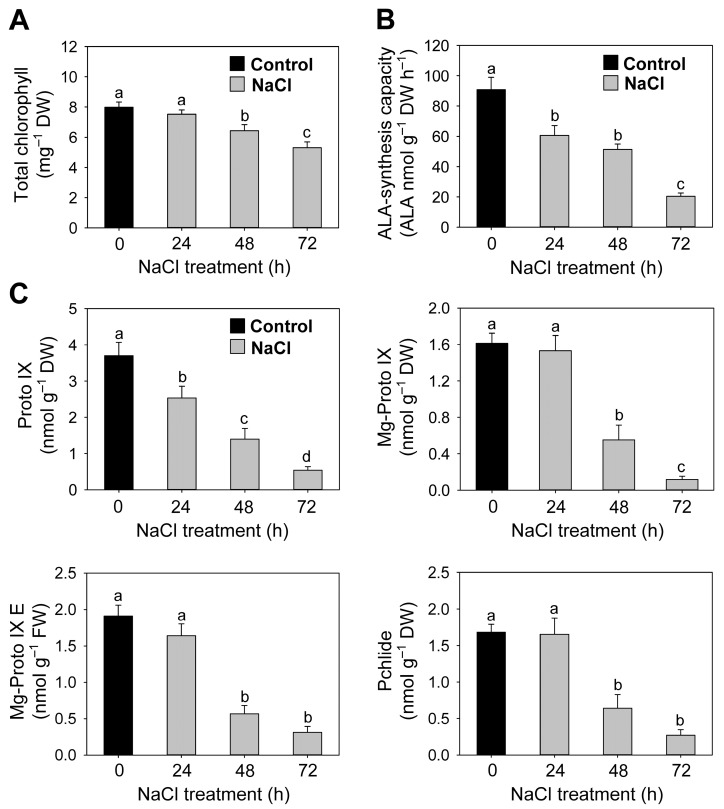 A
Total chlorophyll
(mg⁻¹ DW)
12
10
8
6
4
2
0
Control
NaCl
a
a
b
c
0 24 48 72
NaCl treatment (h)
B
ALA-synthesis capacity
(ALA nmol g⁻¹ DW h⁻¹)
120
100
80
60
40
20
0
Control
NaCl
a
b
b
c
0 24 48 72
NaCl treatment (h)
C
Proto IX
(nmol g⁻¹ DW)
5
4
3
2
1
0
Control
NaCl
a
b
c
d
0 24 48 72
NaCl treatment (h)
Mg-Proto IX
(nmol g⁻¹ DW)
2.0
1.6
1.2
0.8
0.4
0.0
a
a
b
c
0 24 48 72
NaCl treatment (h)
Mg-Proto IX E
(nmol g⁻¹ FW)
2.5
2.0
1.5
1.0
0.5
0.0
a
a
b
b
0 24 48 72
NaCl treatment (h)
Pchlide
(nmol g⁻¹ DW)
2.5
2.0
1.5
1.0
0.5
0.0
a
a
b
b
0 24 48 72
NaCl treatment (h)